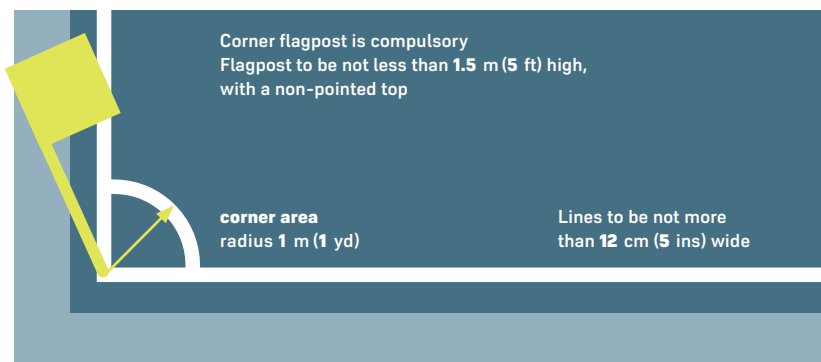 Corner flagpost is compulsory
Flagpost to be not less than 1.5 m (5 ft) high,
with a non-pointed top
corner area
radius 1 m (1 yd)
Lines to be not more
than 12 cm (5 ins) wide